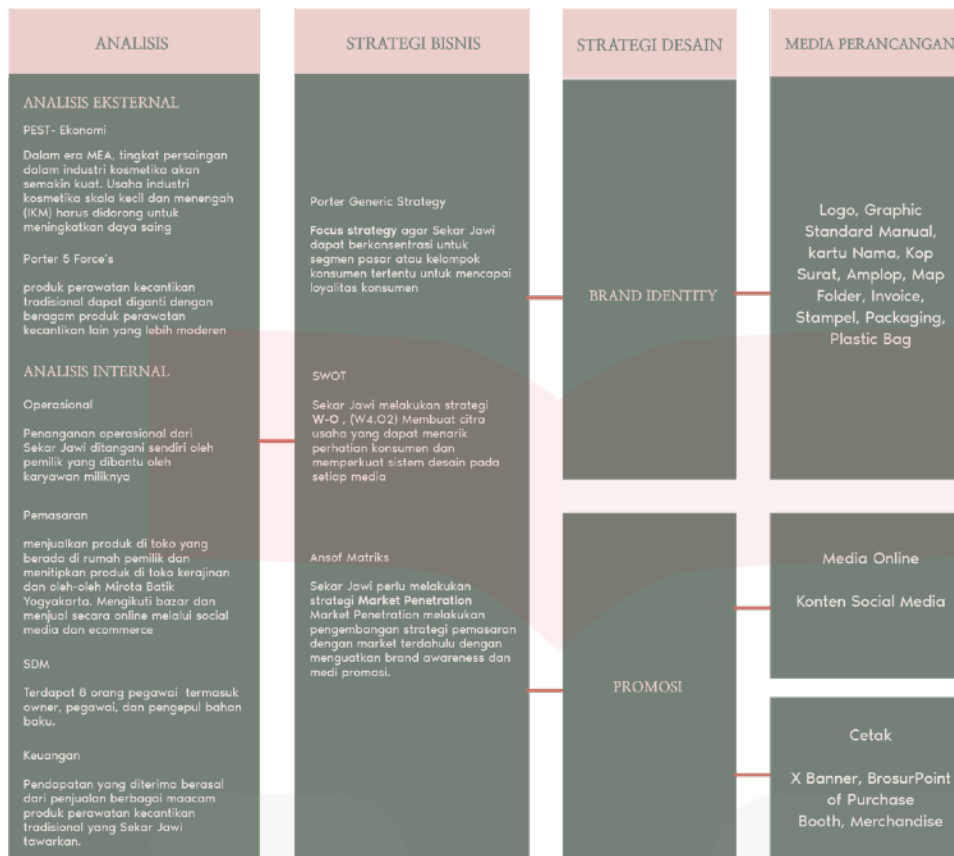 ANALISIS
ANALISIS EKSTERNAL
PEST- Ekonomi
Dalam era MEA, tingkat persaingan
dalam industri kosmetika akan
semakin kuat. Usaha industri
kosmetika skala kecil dan menengah
(IKM) harus didorong untuk
meningkatkan daya saing
Porter 5 Force's
produk perawatan kecantikan
tradisional dapat diganti dengan
beragam produk perawatan
kecantikan lain yang lebih moderen
ANALISIS INTERNAL
Operasional
Penanganan operasional dari
Sekar Jawi ditangani sendiri oleh
pemilik yang dibantu oleh
karyawan miliknya
Pemasaran
menjualkan produk di toko yang
berada di rumah pemilik dan
menitipkan produk di toko kerajinan
dan oleh-oleh Mirota Batik
Yogyakarta. Mengikuti bazar dan
menjual secara online melalui social
media dan ecommerce
SDM
Terdapat 8 orang pegawai termasuk
owner, pegawai, dan pengepul bahan
baku.
Keuangan
Pendapatan yang diterima berasal
dari penjualan berbagai maacam
produk perawatan kecantikan
tradisional yang Sekar Jawi
tawarkan.
STRATEGI BISNIS
Porter Generic Strategy
Focus strategy agar Sekar Jawi
dapat berkonsentrasi untuk
segmen pasar atau kelompok
konsumen tertentu untuk mencapai
loyalitas konsumen
SWOT
Sekar Jawi melakukan strategi
W-O , (W4,O2) Membuat citra
usaha yang dapat menarik
perhatian konsumen dan
memperkuat sistem desain pada
setiap media
Ansof Matriks
Sekar Jawi perlu melakukan
strategi Market Penetration
Market Penetration melakukan
pengembangan strategi pemasaran
dengan market terdahulu dengan
menguatkan brand awareness dan
medi promosi.
STRATEGI DESAIN
BRAND IDENTITY
PROMOSI
MEDIA PERANCANGAN
Logo, Graphic
Standard Manual,
kartu Nama, Kop
Surat, Amplop, Map
Folder, Invoice,
Stampel, Packaging,
Plastic Bag
Media Online
Konten Social Media
Cetak
X Banner, BrosurPoint
of Purchase
Booth, Merchandise